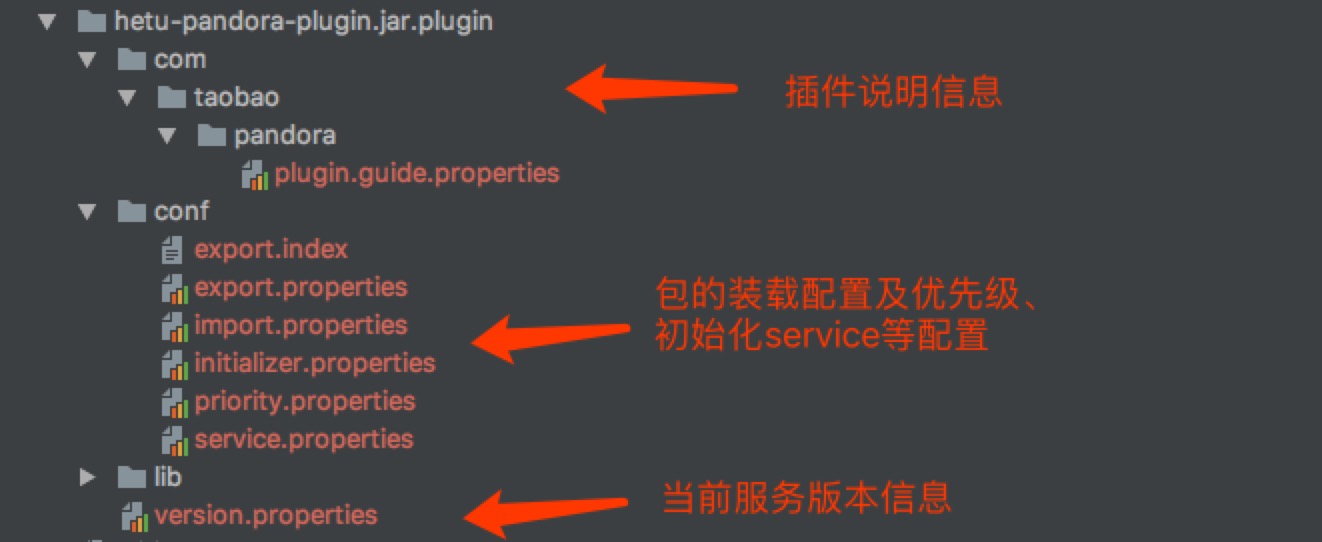 hetu-pandora-plugin.jar.plugin
com
taobao
插件说明信息
pandora
plugin.guide.properties
conf
export.index
export.properties
import.properties
包的装载配置及优先级、
初始化service等配置
initializer.properties
priority.properties
service.properties
lib
version.properties
当前服务版本信息